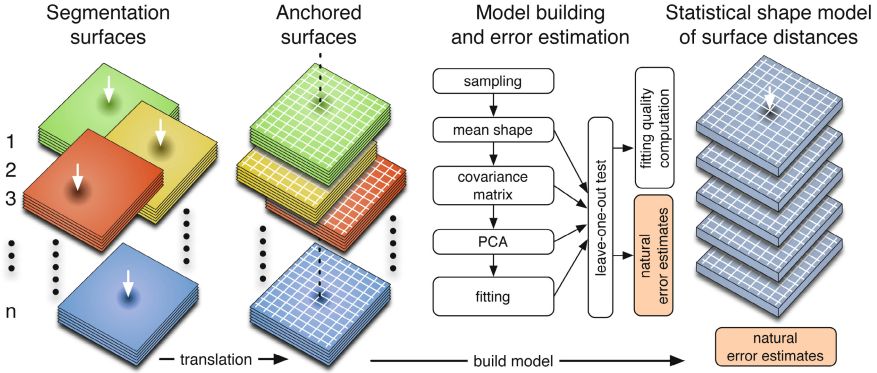 Segmentation
surfaces
Anchored
surfaces
Model building
and error estimation
Statistical shape model
of surface distances
1
2
3
n
sampling
mean shape
covariance
matrix
PCA
fitting
leave-one-out test
fitting quality
computation
natural
error estimates
natural
error estimates
translation
build model